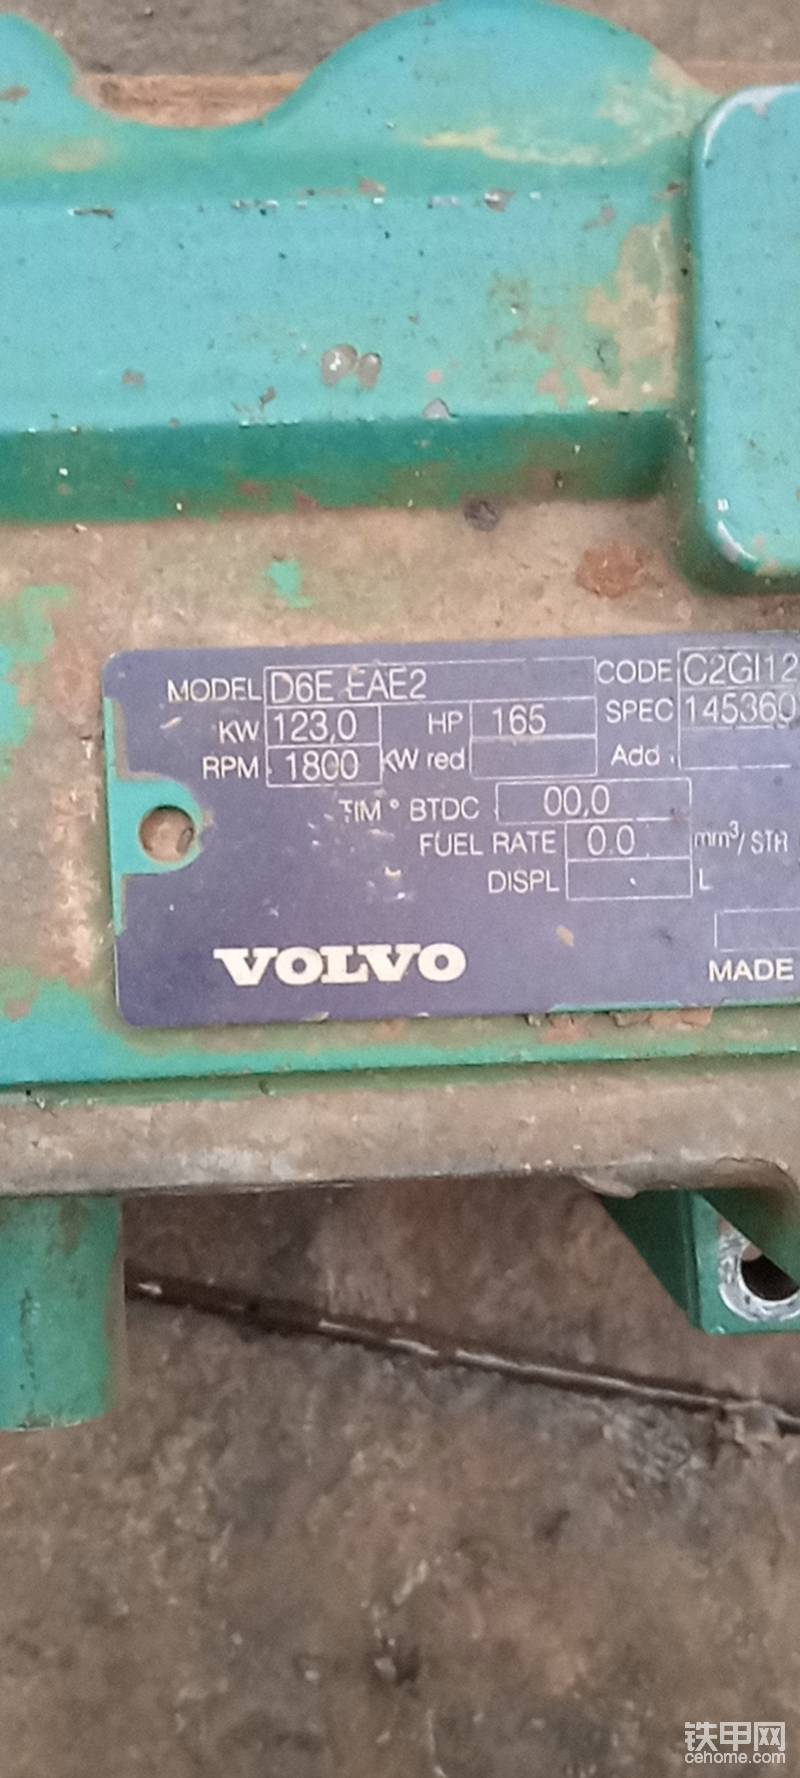 MODEL D6E EAE2 CODE C2GI12
KW 123,0 HP 165 SPEC 145360
RPM 1800 KW red Add.
TIM° BTDC 00,0
FUEL RATE 0.0 mm³/STR
DISPL L
VOLVO
MADE
铁甲网
cehome.com